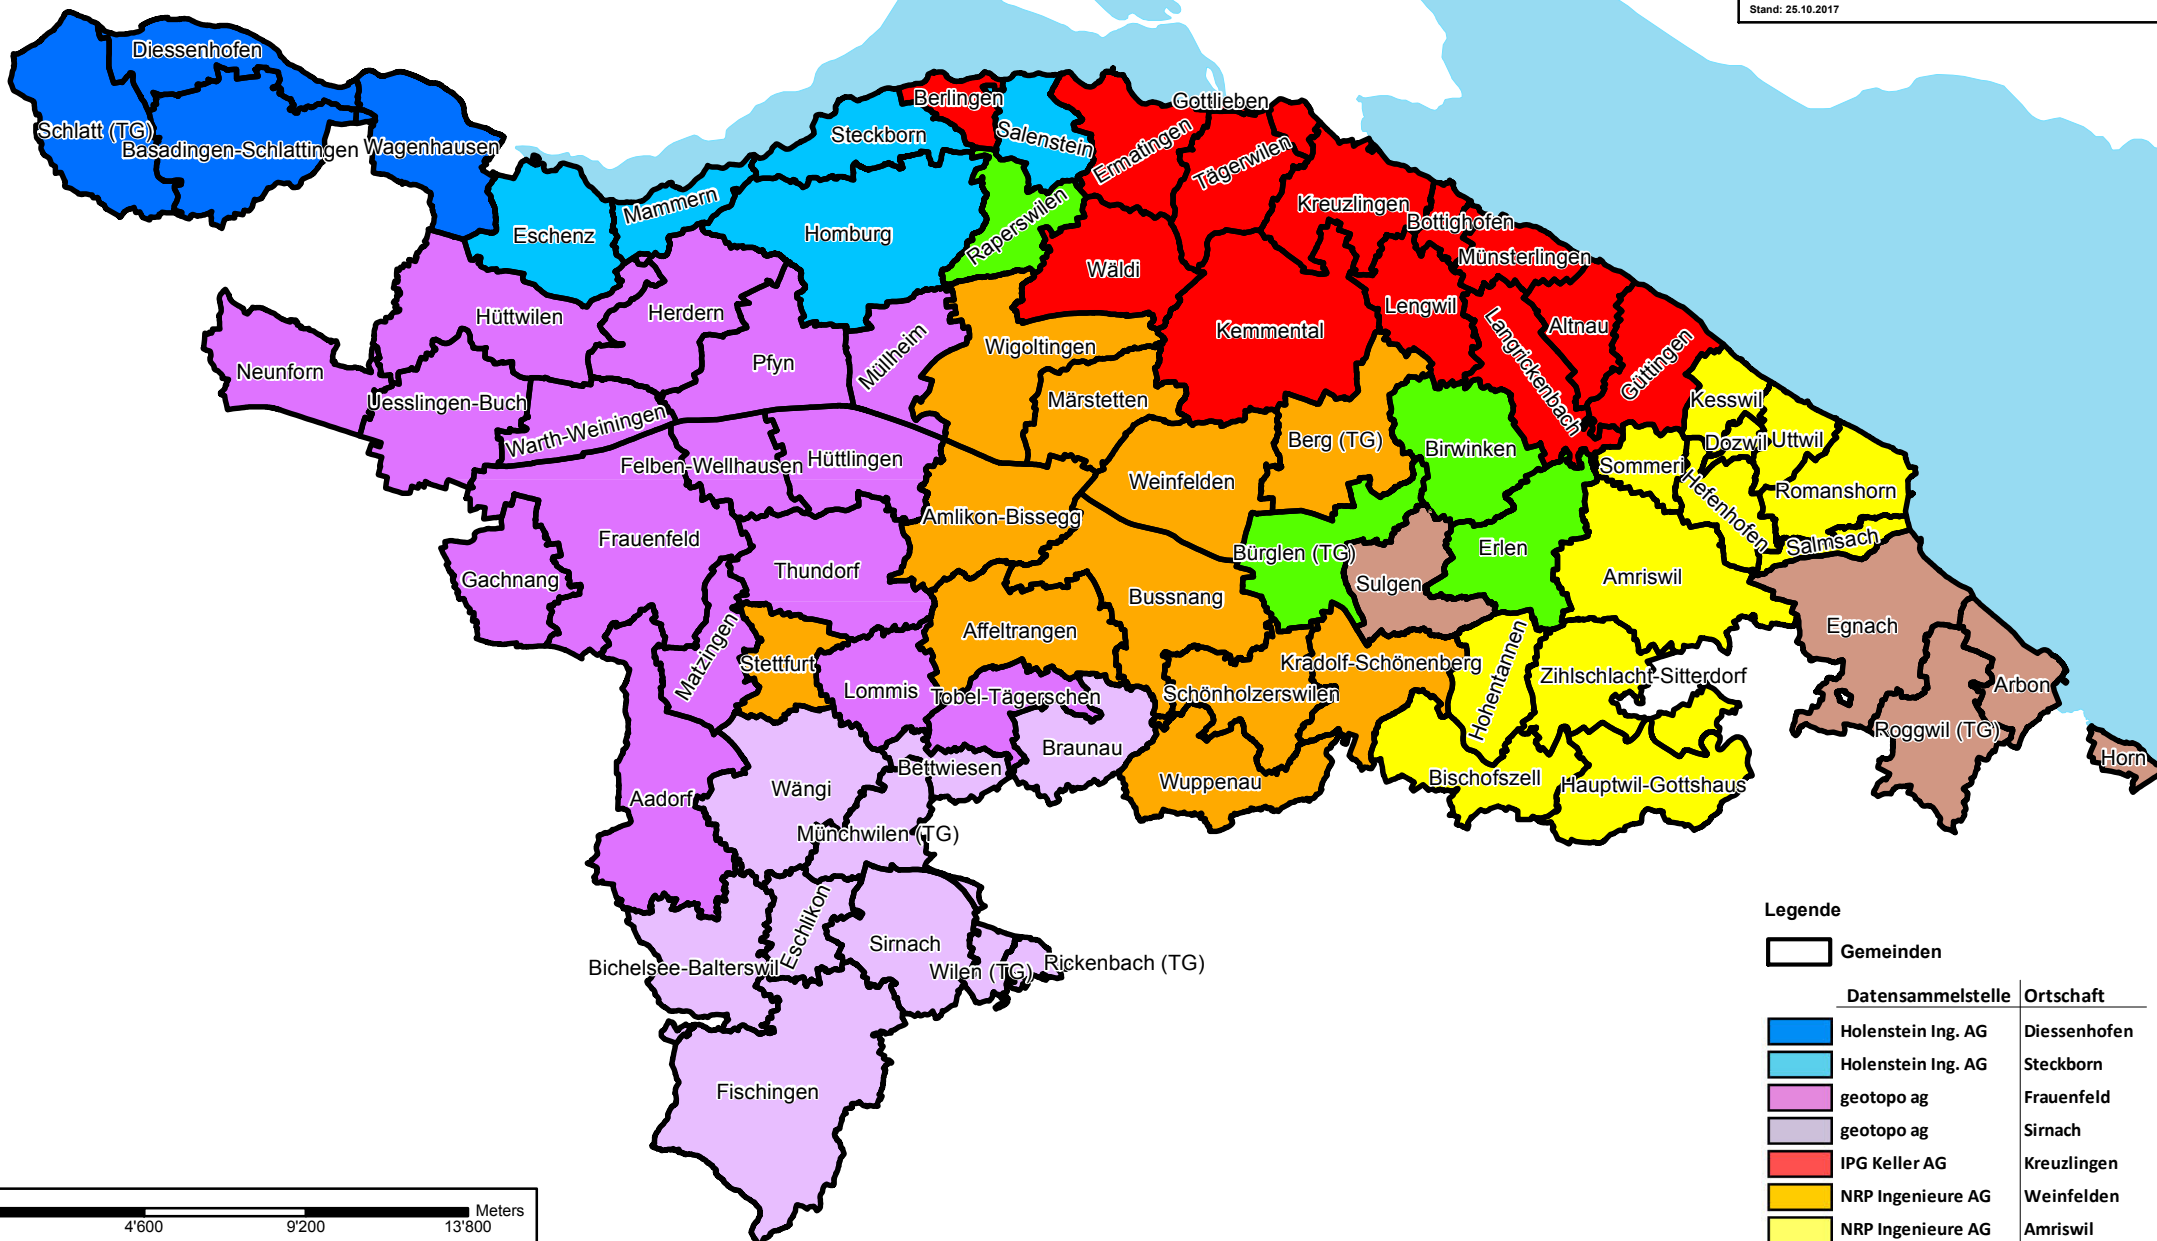 Stand: 25.10.2017
Diessenhofen
Schlatt (TG)
Basadingen-Schlattingen
Wagenhausen
Berlingen
Gottlieben
Steckborn
Salenstein
Ermatingen
Tägerwilen
Mammern
Eschenz
Homburg
Raperswilen
Kreuzlingen
Bottighofen
Münsterlingen
Wäldi
Hüttwilen
Herdern
Lengwil
Altnau
Kemmental
Langrickenbach
Güttingen
Neunforn
Pfyn
Müllheim
Wigoltingen
Märstetten
Kesswil
Uesslingen-Buch
Warth-Weiningen
Berg (TG)
Birwinken
Dozwil
Uttwil
Felben-Wellhausen
Hüttlingen
Sommeri
Weinfelden
Romanshorn
Hefenhofen
Amlikon-Bissegg
Frauenfeld
Salmsach
Bürglen (TG)
Erlen
Gachnang
Thundorf
Sulgen
Amriswil
Bussnang
Egnach
Affeltrangen
Matzingen
Stettfurt
Kradolf-Schönenberg
Hohentannen
Zihlschlacht-Sitterdorf
Lommis
Tobel-Tägerschen
Schönholzerswilen
Arbon
Roggwil (TG)
Braunau
Horn
Bettwiesen
Wuppenau
Bischofszell
Hauptwil-Gottshaus
Wängi
Aadorf
Münchwilen (TG)
Eschlikon
Sirnach
Bichelsee-Balterswil
Wilen (TG)
Rickenbach (TG)
Fischingen
Legende
Gemeinden
Datensammelstelle Ortschaft
Holenstein Ing. AG Diessenhofen
Holenstein Ing. AG Steckborn
geotopo ag Frauenfeld
geotopo ag Sirnach
IPG Keller AG Kreuzlingen
NRP Ingenieure AG Weinfelden
NRP Ingenieure AG Amriswil
Meters
4'600 9'200 13'800